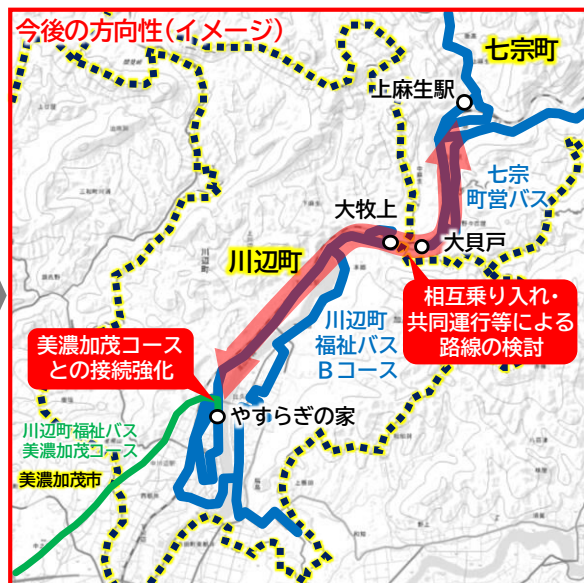 今後の方向性(イメージ)
七宗町
上麻生駅
七宗
町営バス
大牧上
大貝戸
川辺町
相互乗り入れ・
共同運行等による
路線の検討
川辺町
福祉バス
Bコース
美濃加茂コース
との接続強化
やすらぎの家
川辺町福祉バス
美濃加茂コース
美濃加茂市